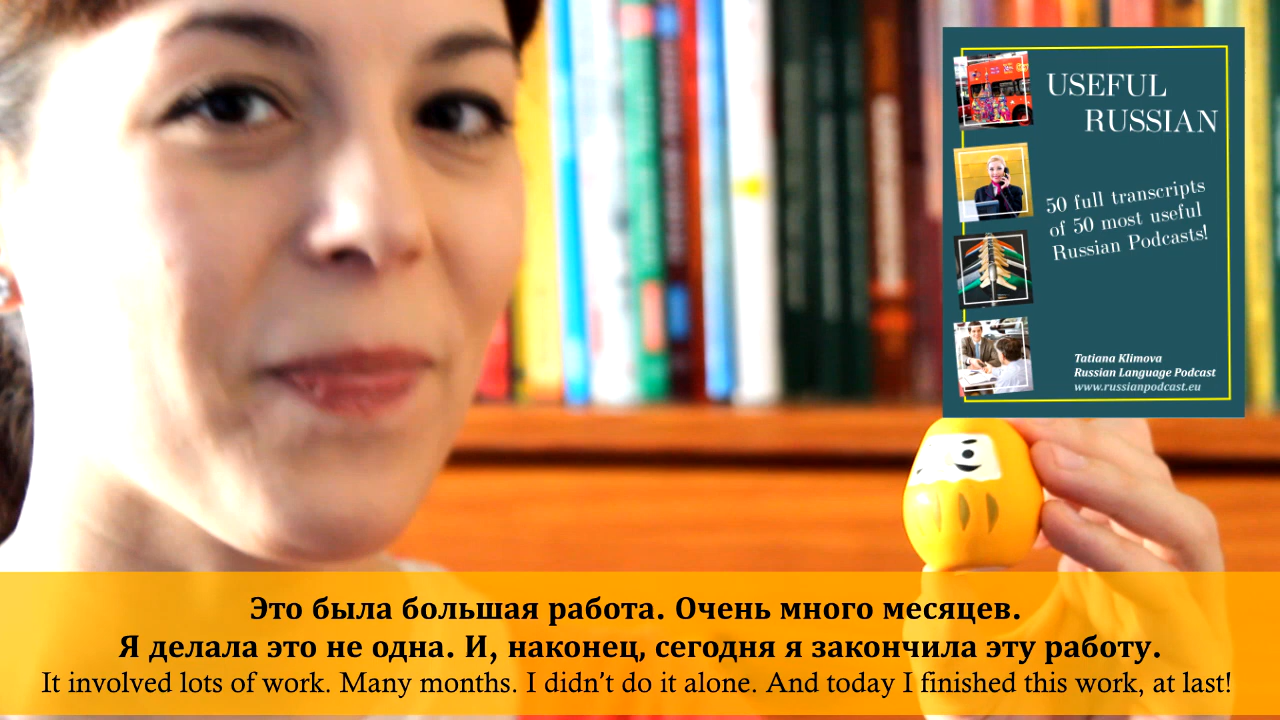 USEFUL
RUSSIAN
50 full transcripts
of 50 most useful
Russian Podcasts!
Tatiana Klimova
Russian Language Podcast
www.russianpodcast.eu
Это была большая работа. Очень много месяцев.
Я делала это не одна. И, наконец, сегодня я закончила эту работу.
It involved lots of work. Many months. I didn't do it alone. And today I finished this work, at last!